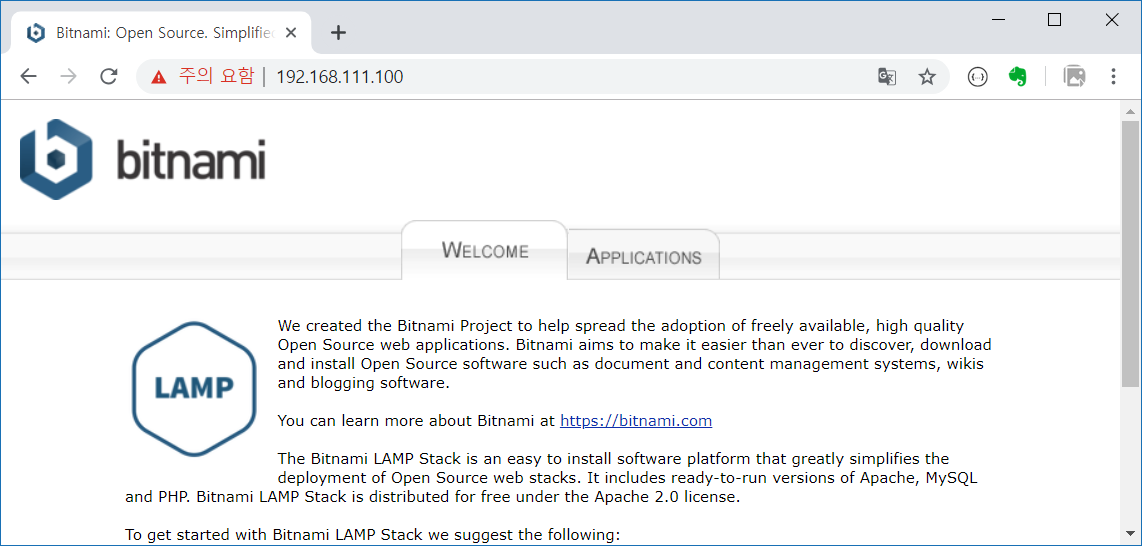 Bitnami: Open Source. Simplified
주의 요함 | 192.168.111.100
bitnami
WELCOME
APPLICATIONS
LAMP
We created the Bitnami Project to help spread the adoption of freely available, high quality
Open Source web applications. Bitnami aims to make it easier than ever to discover, download
and install Open Source software such as document and content management systems, wikis
and blogging software.
You can learn more about Bitnami at https://bitnami.com
The Bitnami LAMP Stack is an easy to install software platform that greatly simplifies the
deployment of Open Source web stacks. It includes ready-to-run versions of Apache, MySQL
and PHP. Bitnami LAMP Stack is distributed for free under the Apache 2.0 license.
To get started with Bitnami LAMP Stack we suggest the following: